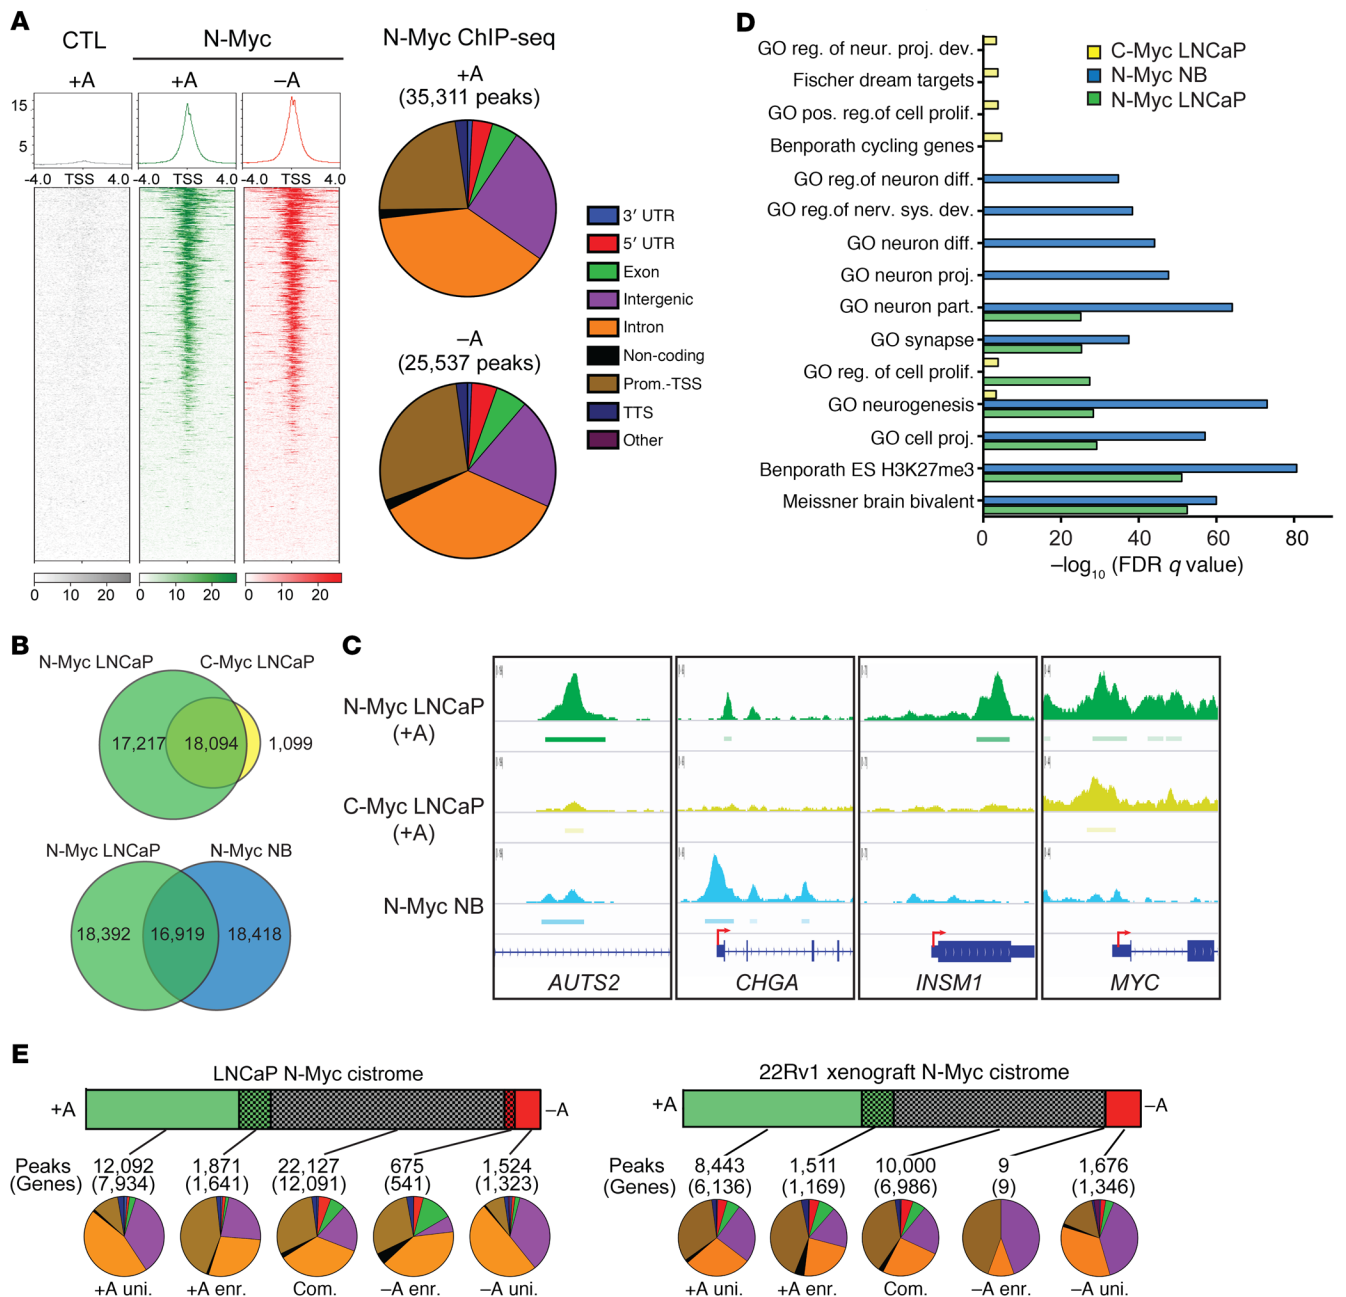 A
CTL
N-Myc
+A
+A
–A
15
5
-4.0 TSS 4.0
-4.0 TSS 4.0
-4.0 TSS 4.0
0 10 20
0 10 20
0 10 20
N-Myc ChIP-seq
+A
(35,311 peaks)
–A
(25,537 peaks)
3′ UTR
5′ UTR
Exon
Intergenic
Intron
Non-coding
Prom.-TSS
TTS
Other
D
GO reg. of neur. proj. dev.
Fischer dream targets
GO pos. reg.of cell prolif.
Benporath cycling genes
GO reg.of neuron diff.
GO reg.of nerv. sys. dev.
GO neuron diff.
GO neuron proj.
GO neuron part.
GO synapse
GO reg. of cell prolif.
GO neurogenesis
GO cell proj.
Benporath ES H3K27me3
Meissner brain bivalent
C-Myc LNCaP
N-Myc NB
N-Myc LNCaP
0 20 40 60 80
–log10 (FDR q value)
B
N-Myc LNCaP
C-Myc LNCaP
17,217
18,094
1,099
N-Myc LNCaP
N-Myc NB
18,392
16,919
18,418
C
N-Myc LNCaP
(+A)
C-Myc LNCaP
(+A)
N-Myc NB
AUTS2
CHGA
INSM1
MYC
E
LNCaP N-Myc cistrome
+A
–A
Peaks 12,092 1,871 22,127 675 1,524
(Genes) (7,934) (1,641) (12,091) (541) (1,323)
+A uni. +A enr. Com. –A enr. –A uni.
22Rv1 xenograft N-Myc cistrome
+A
–A
Peaks 8,443 1,511 10,000 9 1,676
(Genes) (6,136) (1,169) (6,986) (9) (1,346)
+A uni. +A enr. Com. –A enr. –A uni.